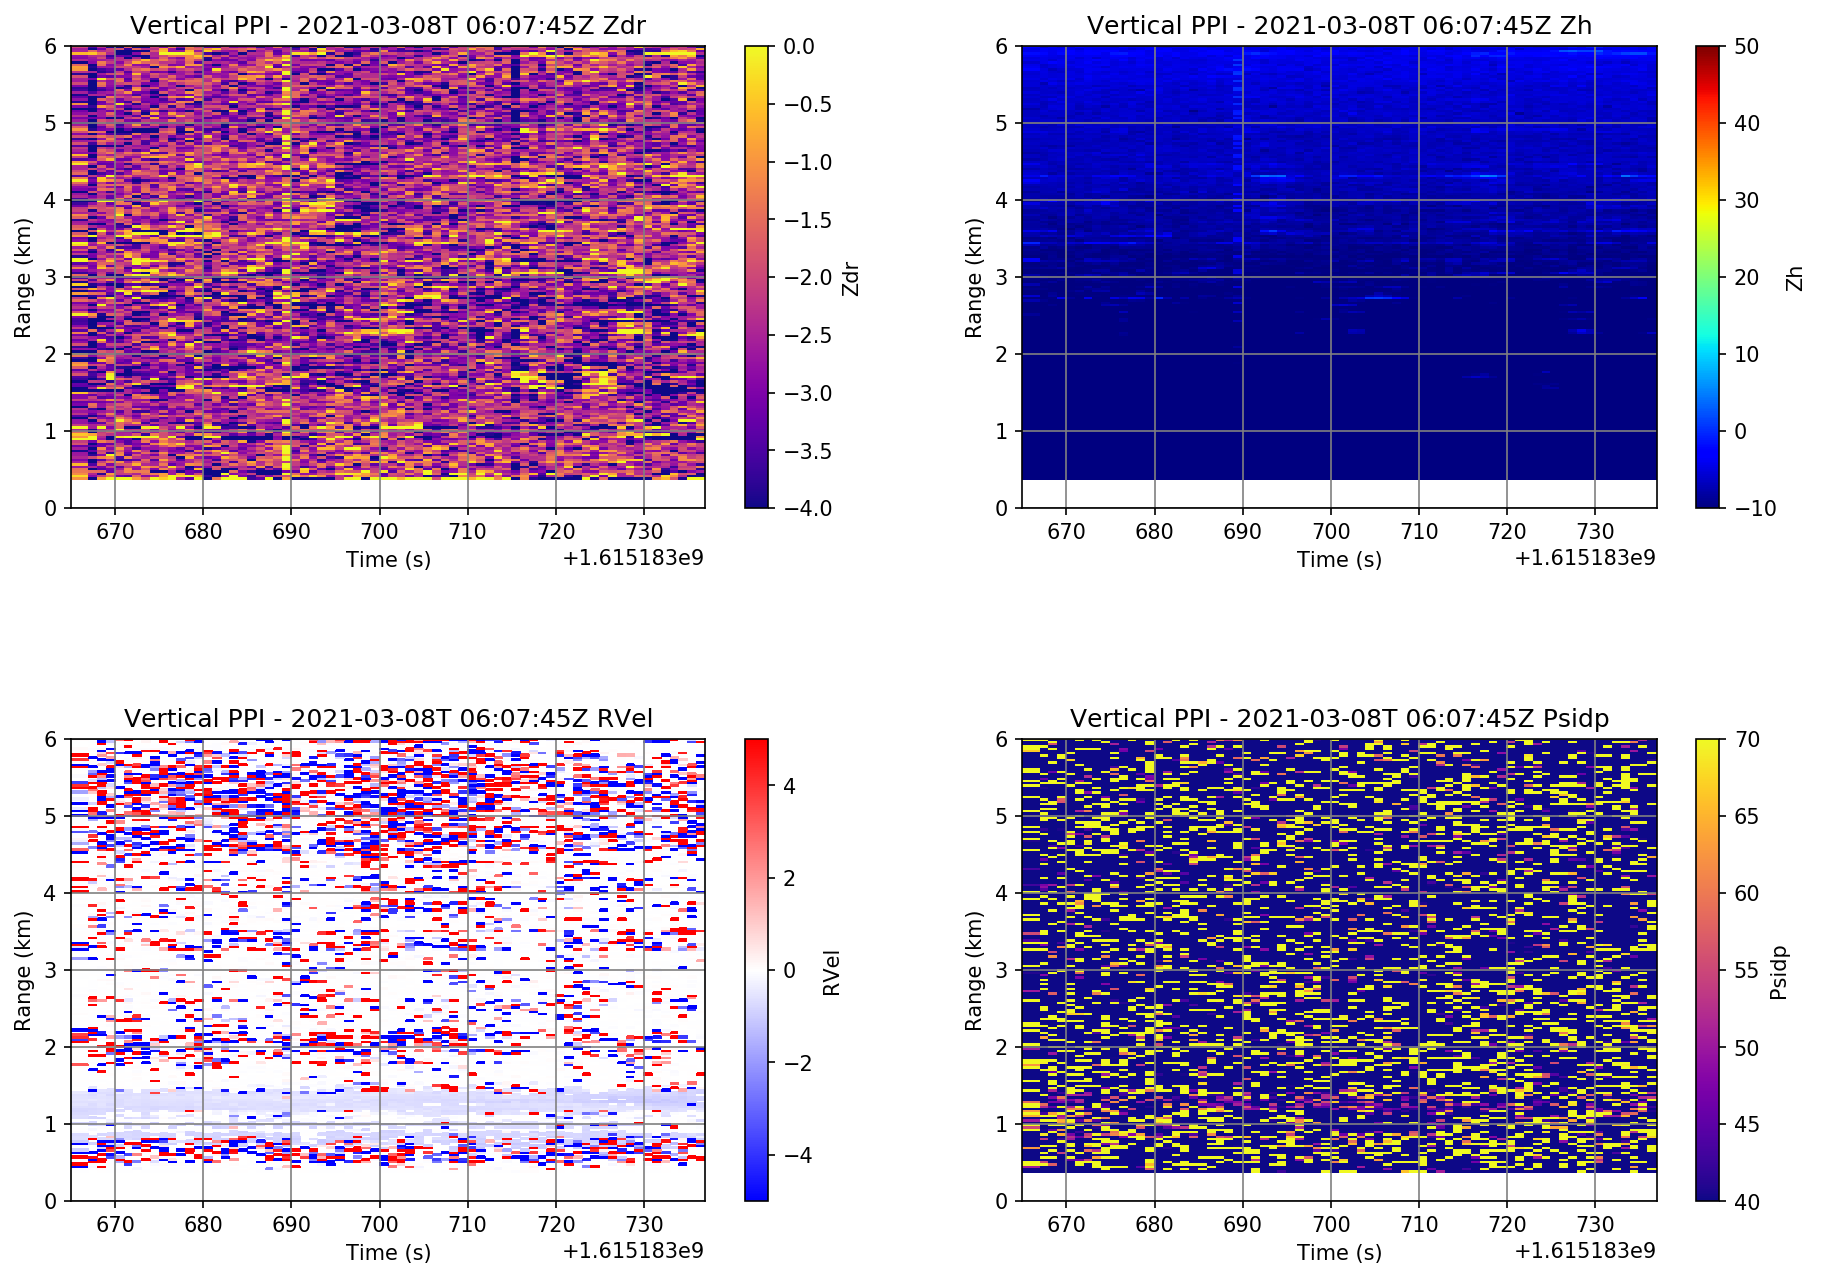 Vertical PPI - 2021-03-08T 06:07:45Z Zdr
6
5
4
3
2
1
0
Range (km)
670 680 690 700 710 720 730
Time (s)
+1.615183e9
0.0
−0.5
−1.0
−1.5
−2.0
−2.5
−3.0
−3.5
−4.0
Zdr
Vertical PPI - 2021-03-08T 06:07:45Z Zh
6
5
4
3
2
1
0
Range (km)
670 680 690 700 710 720 730
Time (s)
+1.615183e9
50
40
30
20
10
0
−10
Zh
Vertical PPI - 2021-03-08T 06:07:45Z RVel
6
5
4
3
2
1
0
Range (km)
670 680 690 700 710 720 730
Time (s)
+1.615183e9
4
2
0
−2
−4
RVel
Vertical PPI - 2021-03-08T 06:07:45Z Psidp
6
5
4
3
2
1
0
Range (km)
670 680 690 700 710 720 730
Time (s)
+1.615183e9
70
65
60
55
50
45
40
Psidp